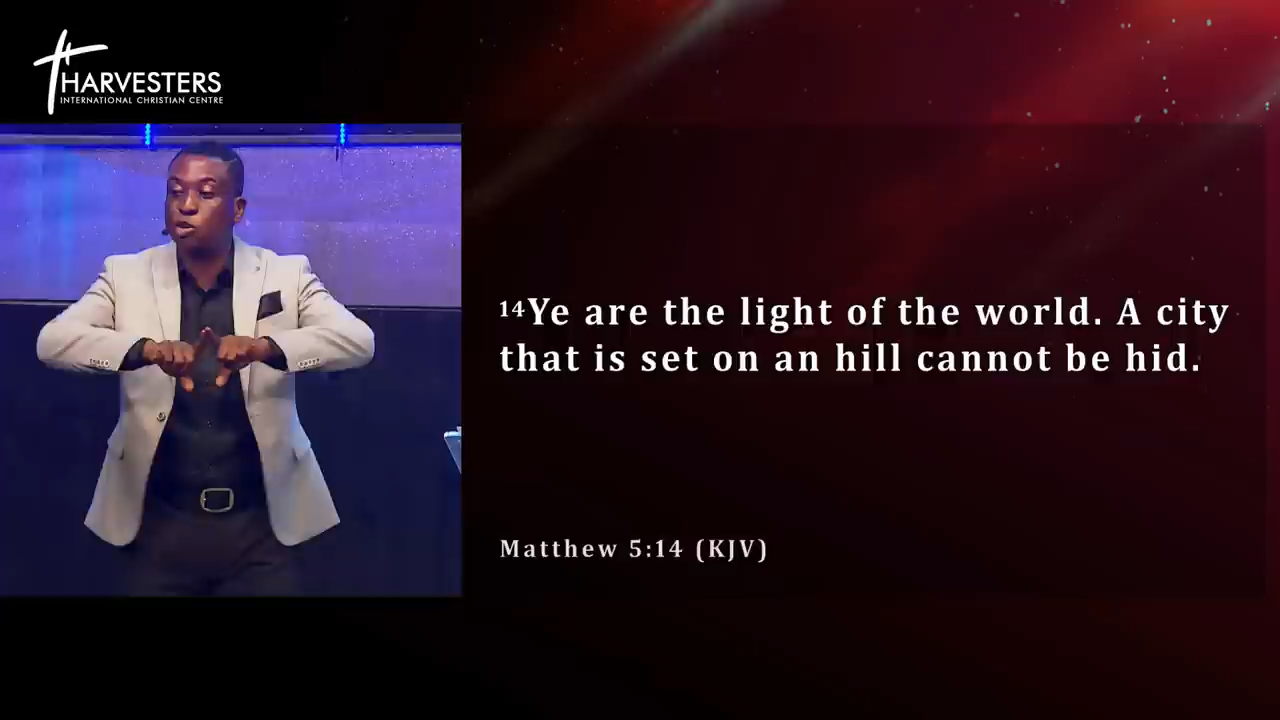 HARVESTERS
INTERNATIONAL CHRISTIAN CENTRE
14Ye are the light of the world. A city
that is set on an hill cannot be hid.
Matthew 5:14 (KJV)